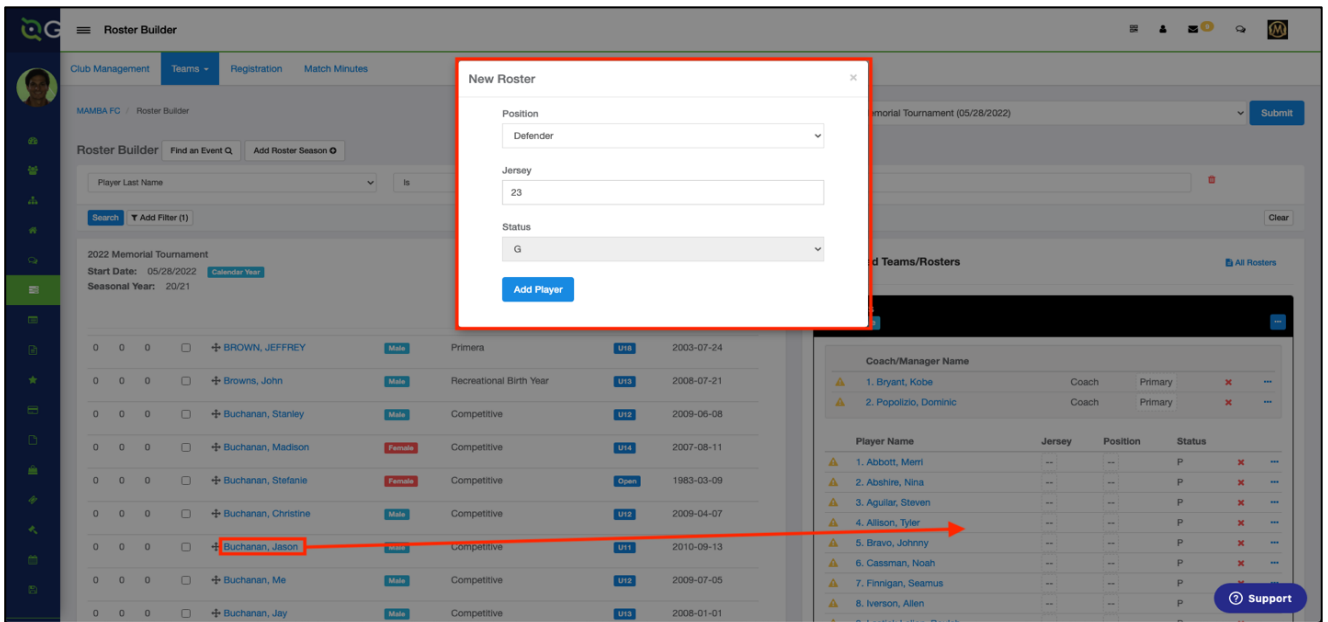 Roster Builder
0
Club Management Teams Registration Match Minutes
MAMBA FC / Roster Builder
morial Tournament (05/28/2022) Submit
Roster Builder Find an Event Add Roster Season
Player Last Name Is
Search Add Filter (1) Clear
New Roster ×
Position
Defender
Jersey
23
Status
G
Add Player
2022 Memorial Tournament
Start Date: 05/28/2022 Calendar Year
Seasonal Year: 20/21
0 0 0 BROWN, JEFFREY Male Primera U18 2003-07-24
0 0 0 Browns, John Male Recreational Birth Year U13 2008-07-21
0 0 0 Buchanan, Stanley Male Competitive U12 2009-06-08
0 0 0 Buchanan, Madison Female Competitive U14 2007-08-11
0 0 0 Buchanan, Stefanie Female Competitive Open 1983-03-09
0 0 0 Buchanan, Christine Male Competitive U12 2009-04-07
0 0 0 Buchanan, Jason Male Competitive U11 2010-09-13
0 0 0 Buchanan, Me Male Competitive U12 2009-07-05
0 0 0 Buchanan, Jay Male Competitive U13 2008-01-01
d Teams/Rosters All Rosters
Coach/Manager Name
1. Bryant, Kobe Coach Primary
2. Popolizio, Dominic Coach Primary
Player Name Jersey Position Status
1. Abbott, Merri -- -- P
2. Abshire, Nina -- -- P
3. Aguilar, Steven -- -- P
4. Allison, Tyler -- -- P
5. Bravo, Johnny -- -- P
6. Cassman, Noah -- -- P
7. Finnigan, Seamus -- -- P
8. Iverson, Allen -- -- P
Support